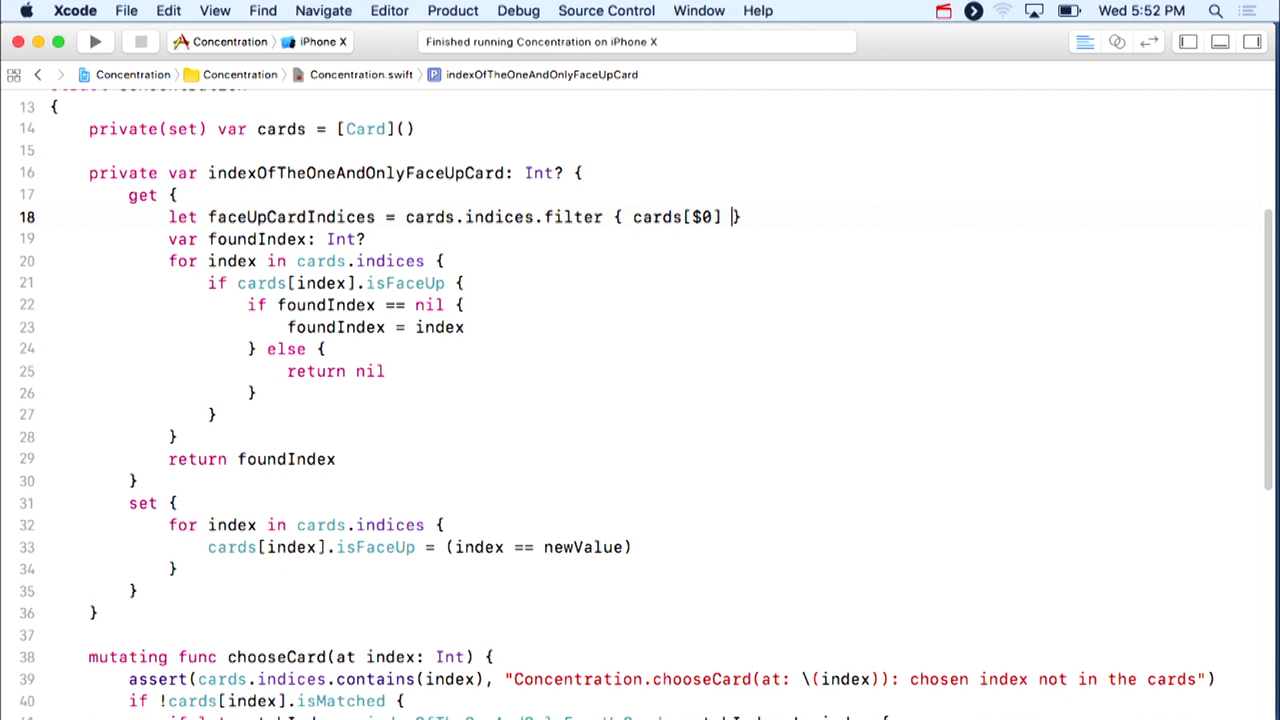 Xcode File Edit View Find Navigate Editor Product Debug Source Control Window Help Wed 5:52 PM
Concentration iPhone X Finished running Concentration on iPhone X
Concentration Concentration Concentration.swift P indexOfTheOneAndOnlyFaceUpCard
13 {
14 private(set) var cards = [Card]()
15
16 private var indexOfTheOneAndOnlyFaceUpCard: Int? {
17 get {
18 let faceUpCardIndices = cards.indices.filter { cards[$0] }
19 var foundIndex: Int?
20 for index in cards.indices {
21 if cards[index].isFaceUp {
22 if foundIndex == nil {
23 foundIndex = index
24 } else {
25 return nil
26 }
27 }
28 }
29 return foundIndex
30 }
31 set {
32 for index in cards.indices {
33 cards[index].isFaceUp = (index == newValue)
34 }
35 }
36 }
37
38 mutating func chooseCard(at index: Int) {
39 assert(cards.indices.contains(index), "Concentration.chooseCard(at: \(index)): chosen index not in the cards")
40 if !cards[index].isMatched {